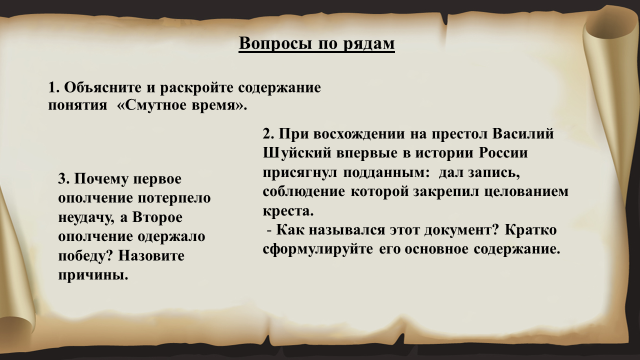 Вопросы по рядам
1. Объясните и раскройте содержание
понятия «Смутное время».
2. При восхождении на престол Василий
Шуйский впервые в истории России
присягнул подданным: дал запись,
соблюдение которой закрепил целованием
креста.
- Как назывался этот документ? Кратко
сформулируйте его основное содержание.
3. Почему первое
ополчение потерпело
неудачу, а Второе
ополчение одержало
победу? Назовите
причины.